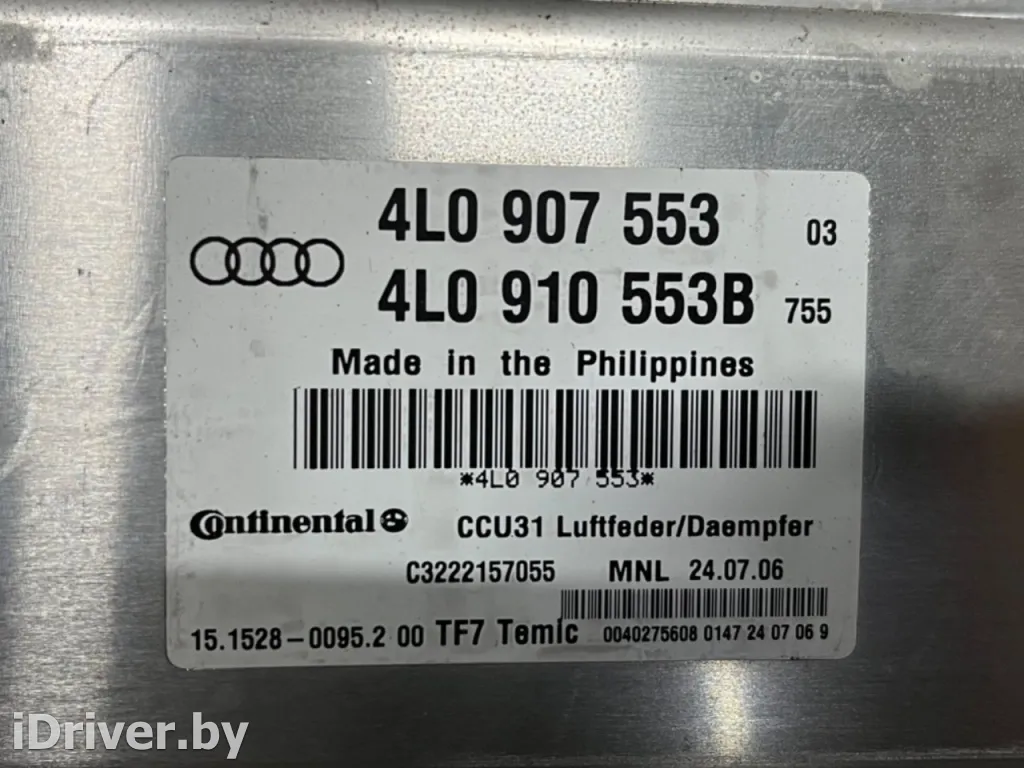 4L0 907 553 03
4L0 910 553B 755
Made in the Philippines
*4L0 907 553*
Continental CCU31 Luftfeder/Daempfer
C3222157055 MNL 24.07.06
15.1528-0095.2 00 TF7 Temic 0040275608 0147 24 07 06 9
iDriver.by